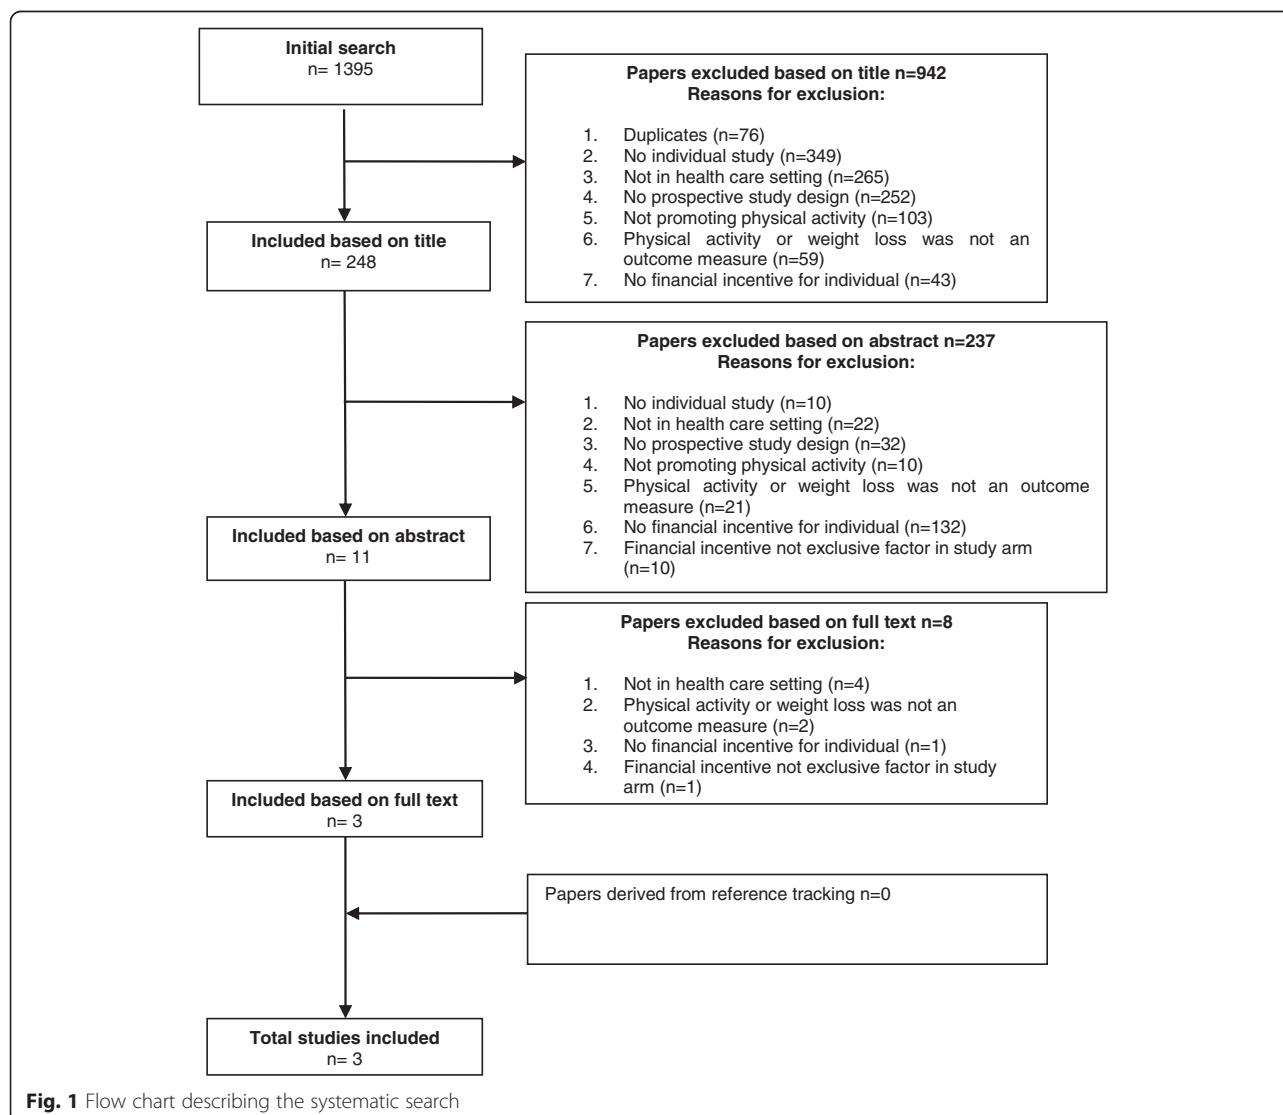 Initial search
n= 1395
Papers excluded based on title n=942
Reasons for exclusion:
1. Duplicates (n=76)
2. No individual study (n=349)
3. Not in health care setting (n=265)
4. No prospective study design (n=252)
5. Not promoting physical activity (n=103)
6. Physical activity or weight loss was not an
outcome measure (n=59)
7. No financial incentive for individual (n=43)
Included based on title
n= 248
Papers excluded based on abstract n=237
Reasons for exclusion:
1. No individual study (n=10)
2. Not in health care setting (n=22)
3. No prospective study design (n=32)
4. Not promoting physical activity (n=10)
5. Physical activity or weight loss was not an outcome
measure (n=21)
6. No financial incentive for individual (n=132)
7. Financial incentive not exclusive factor in study arm
(n=10)
Included based on abstract
n= 11
Papers excluded based on full text n=8
Reasons for exclusion:
1. Not in health care setting (n=4)
2. Physical activity or weight loss was not an
outcome measure (n=2)
3. No financial incentive for individual (n=1)
4. Financial incentive not exclusive factor in study
arm (n=1)
Included based on full text
n= 3
Papers derived from reference tracking n=0
Total studies included
n= 3
Fig. 1 Flow chart describing the systematic search